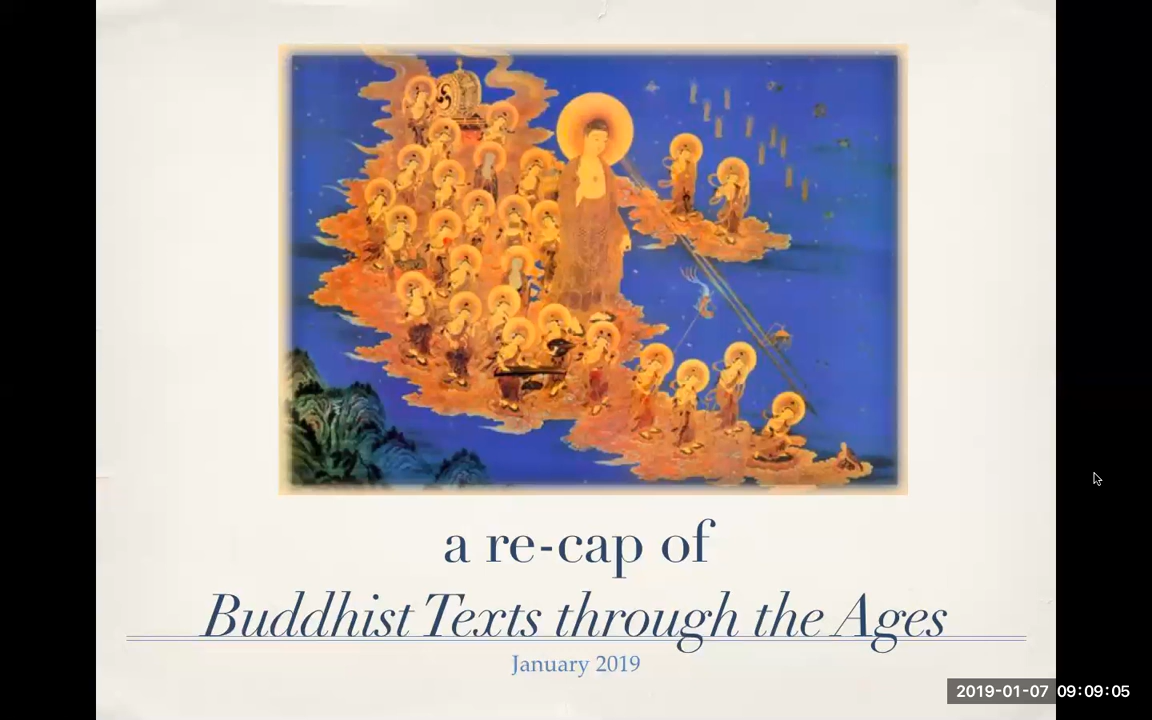 a re-cap of
Buddhist Texts through the Ages
January 2019
2019-01-07 09:09:05